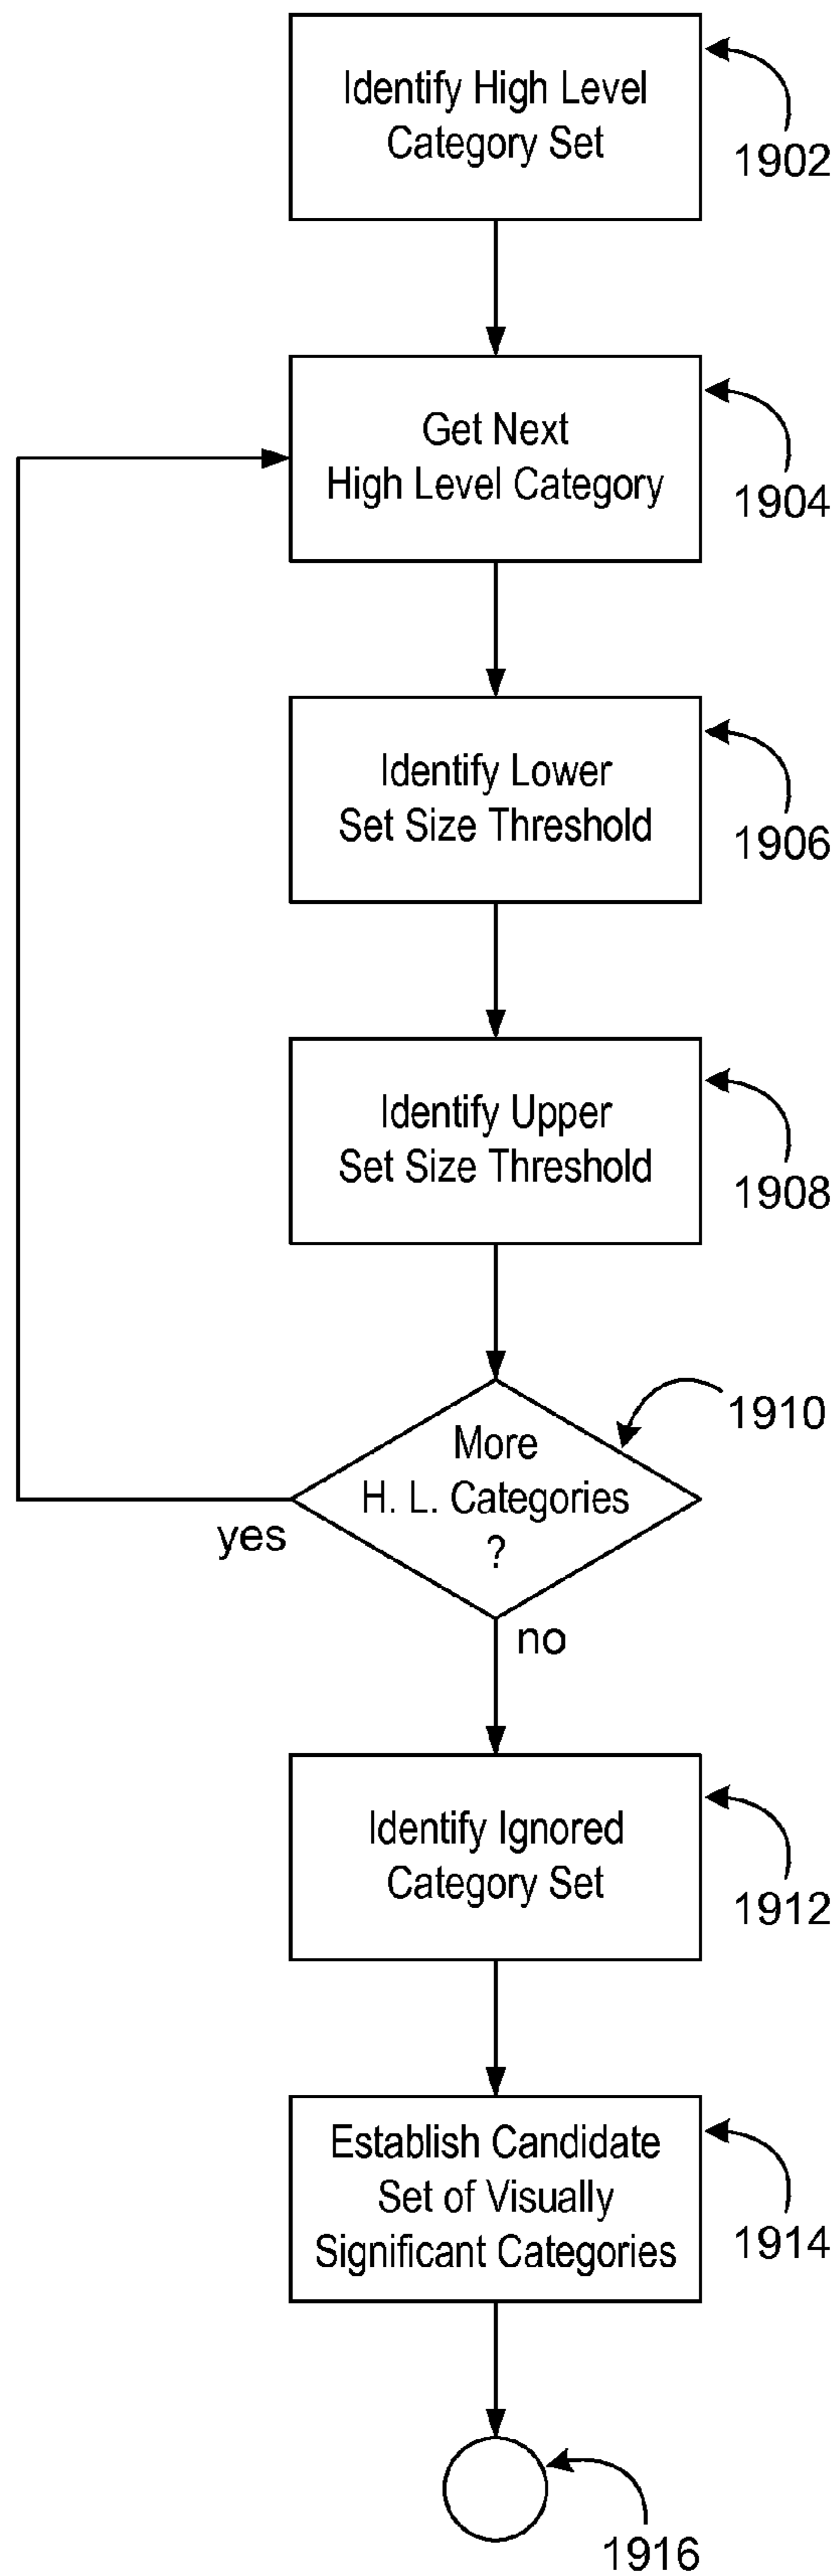 Identify High Level
Category Set
1902
Get Next
High Level Category
1904
Identify Lower
Set Size Threshold
1906
Identify Upper
Set Size Threshold
1908
More
H. L. Categories
?
1910
yes
no
Identify Ignored
Category Set
1912
Establish Candidate
Set of Visually
Significant Categories
1914
1916